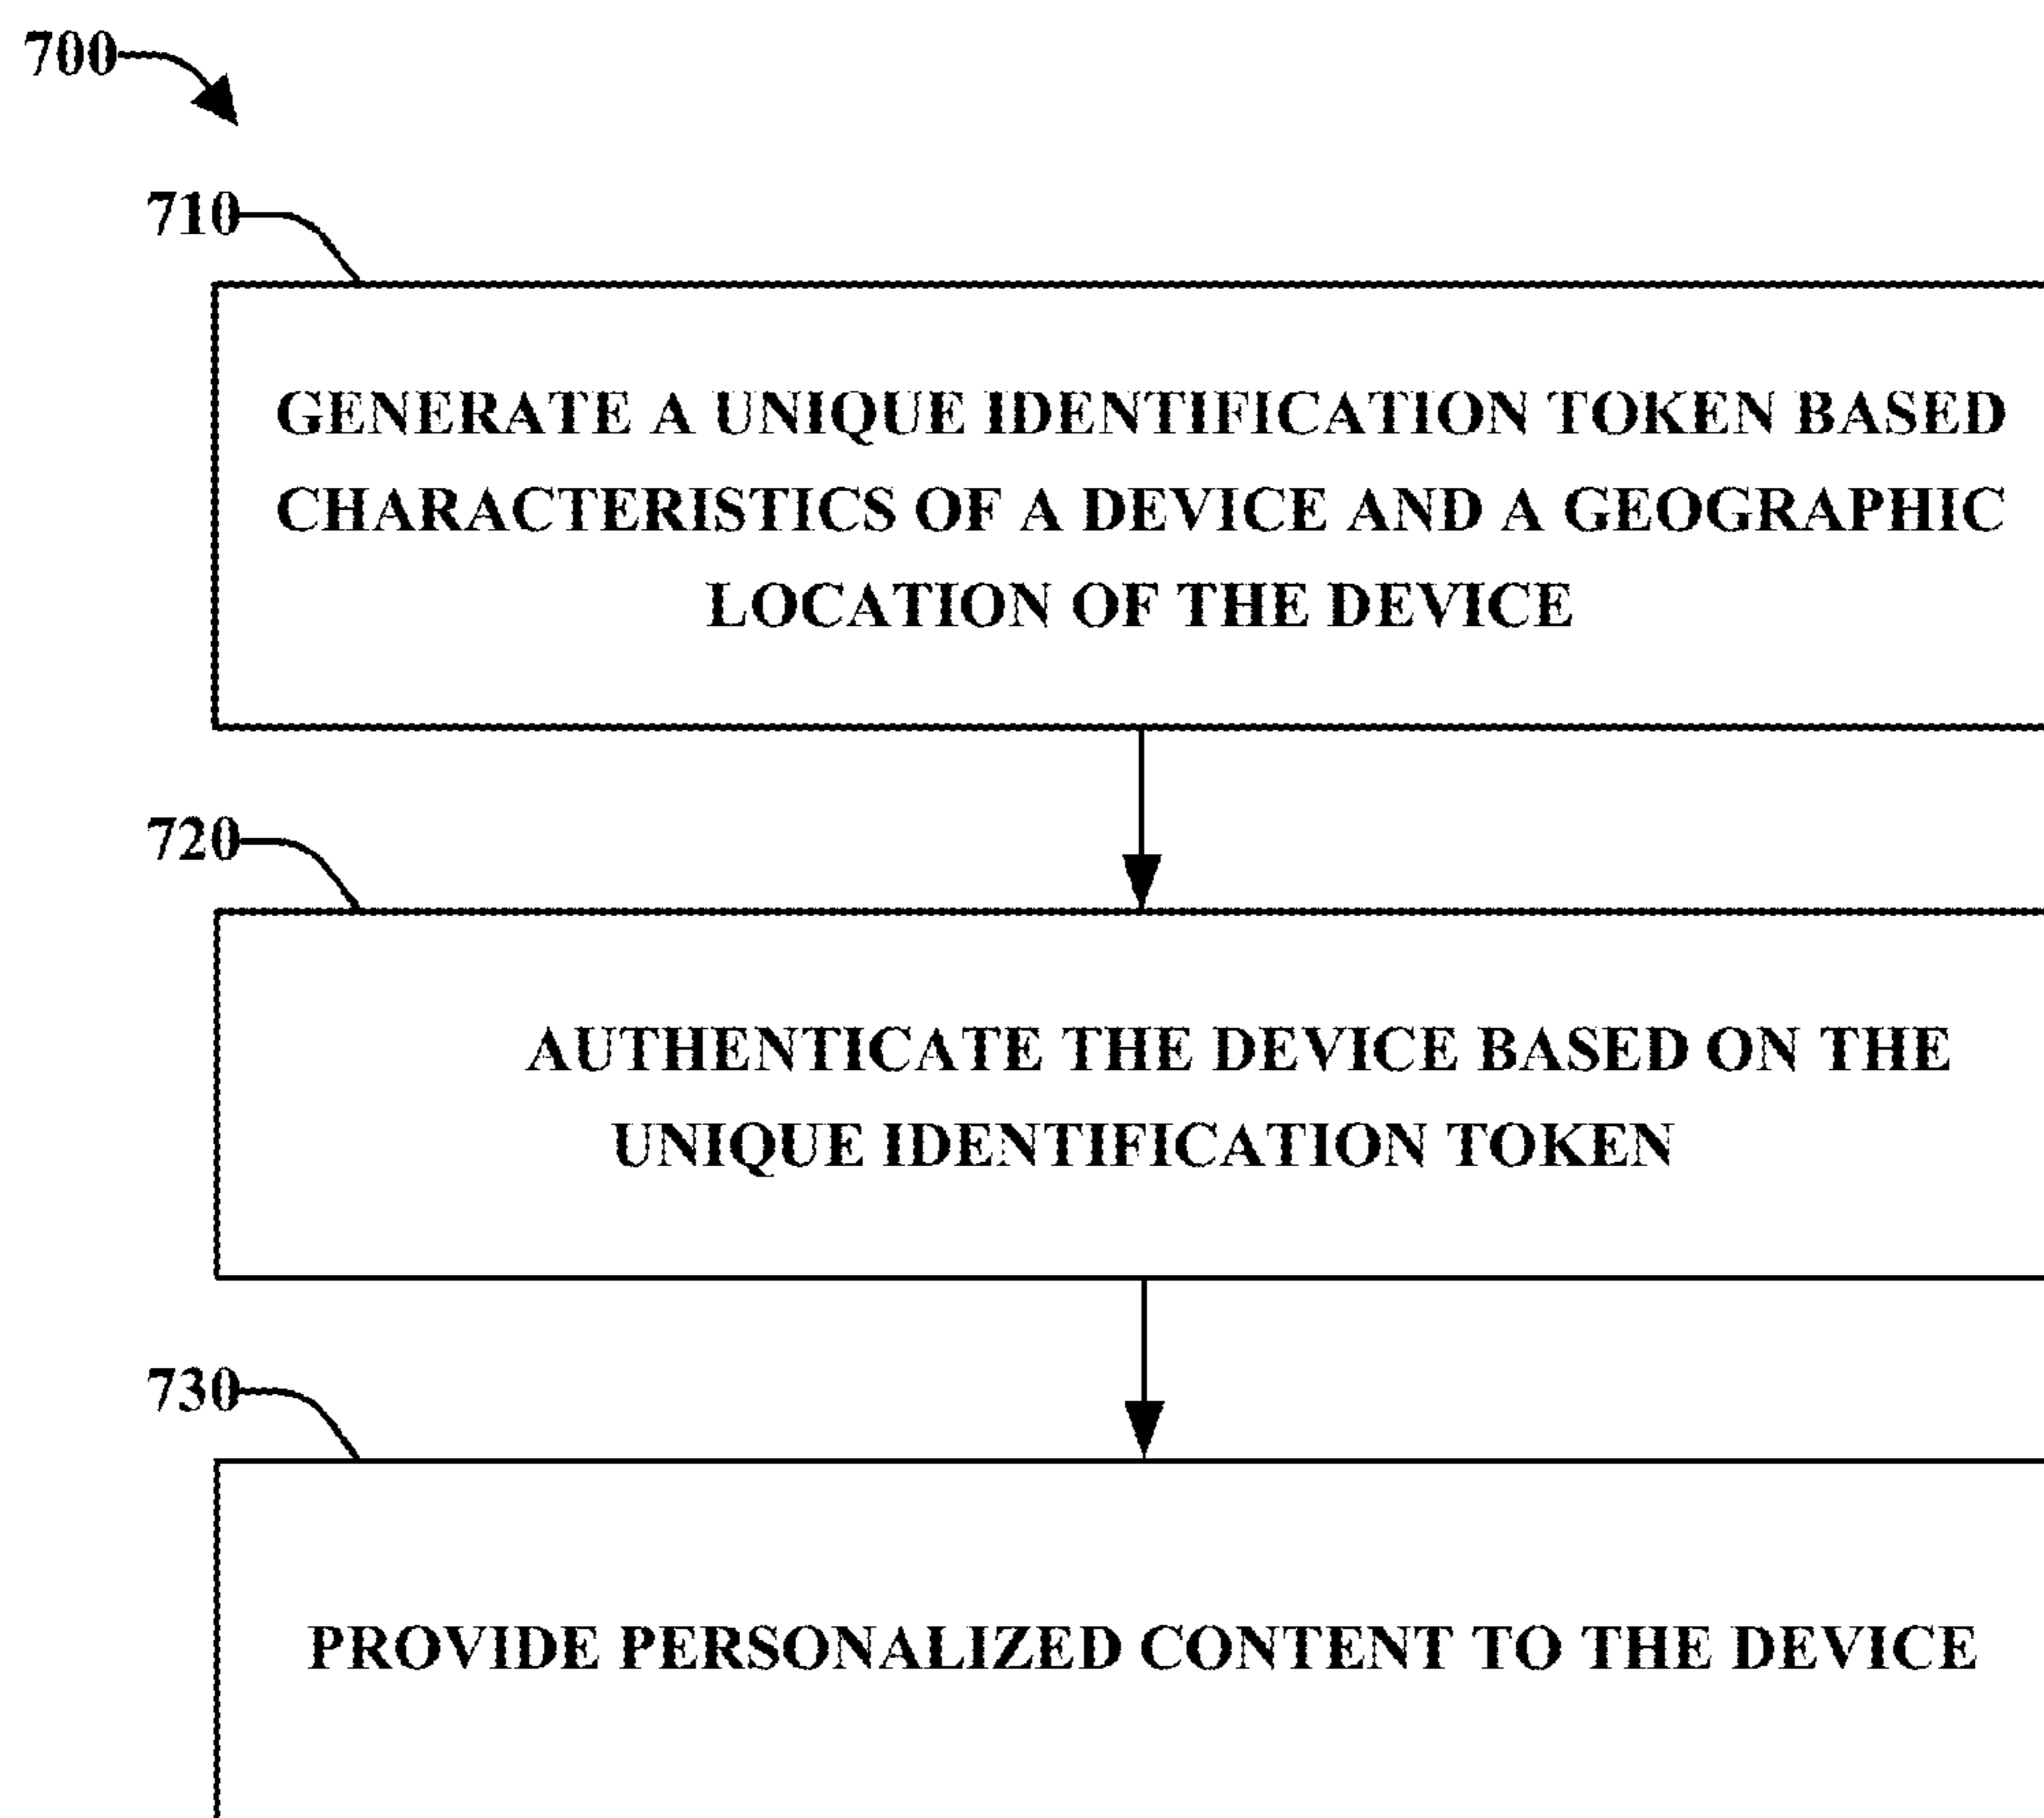 700
710
GENERATE A UNIQUE IDENTIFICATION TOKEN BASED
CHARACTERISTICS OF A DEVICE AND A GEOGRAPHIC
LOCATION OF THE DEVICE
720
AUTHENTICATE THE DEVICE BASED ON THE
UNIQUE IDENTIFICATION TOKEN
730
PROVIDE PERSONALIZED CONTENT TO THE DEVICE